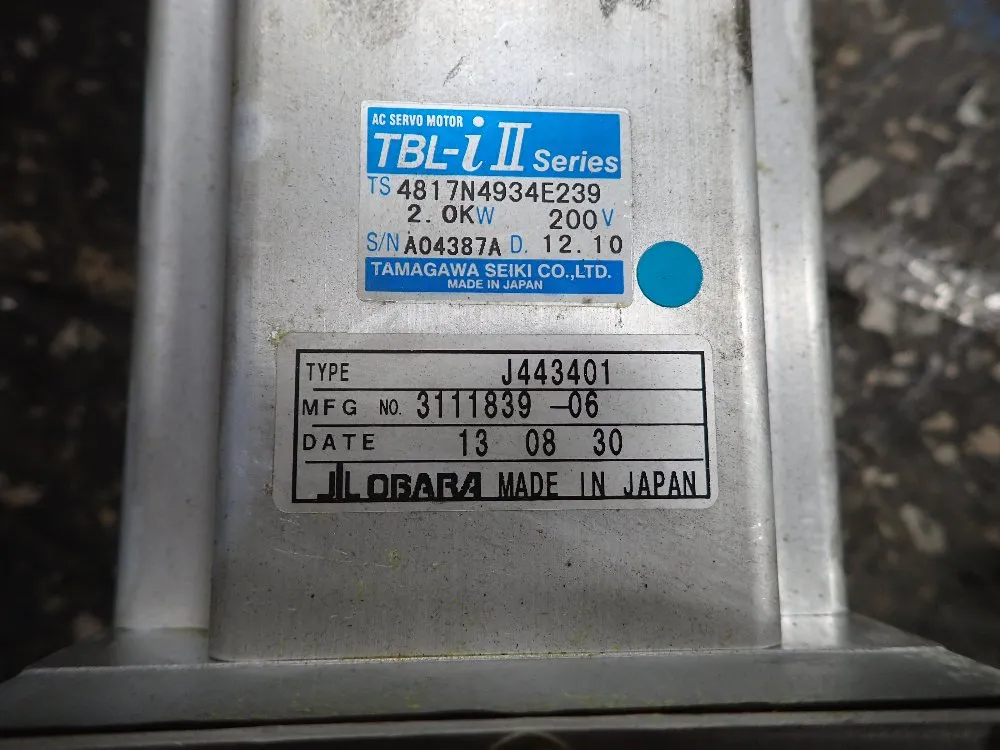 AC SERVO MOTOR
TBL-i II Series
TS 4817N4934E239
2.0KW 200V
S/N A04387A D. 12.10
TAMAGAWA SEIKI CO.,LTD.
MADE IN JAPAN
TYPE J443401
MFG NO. 3111839 -06
DATE 13 08 30
OBARA MADE IN JAPAN